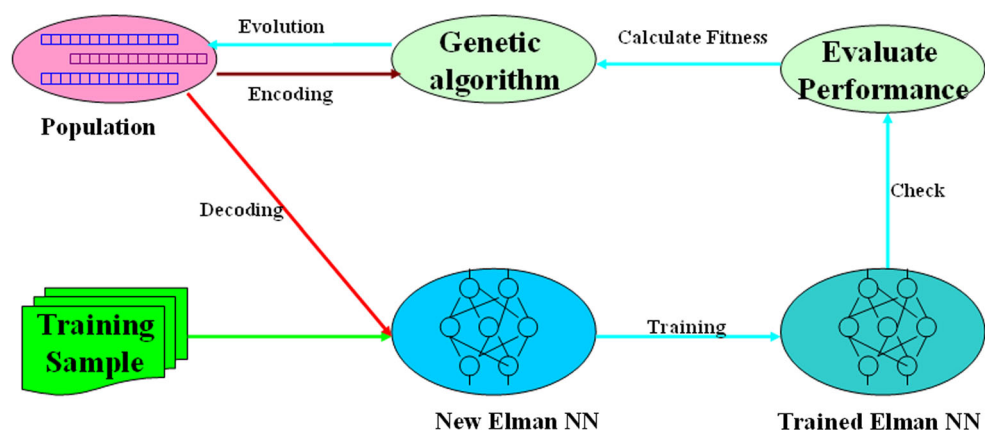 Evolution
Genetic
algorithm
Calculate Fitness
Evaluate
Performance
Encoding
Population
Check
Decoding
Training
Sample
Training
New Elman NN
Trained Elman NN